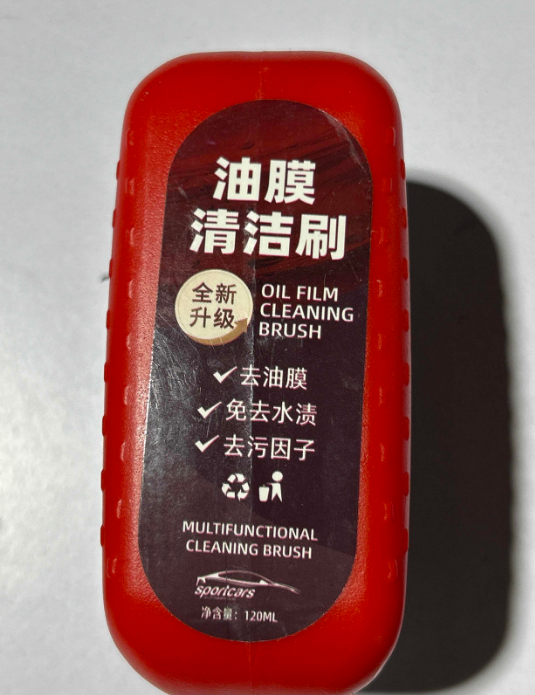 油膜
清洁刷
全新
升级
OIL FILM
CLEANING
BRUSH
去油膜
免去水渍
去污因子
MULTIFUNCTIONAL
CLEANING BRUSH
sportcars
净含量：120ML